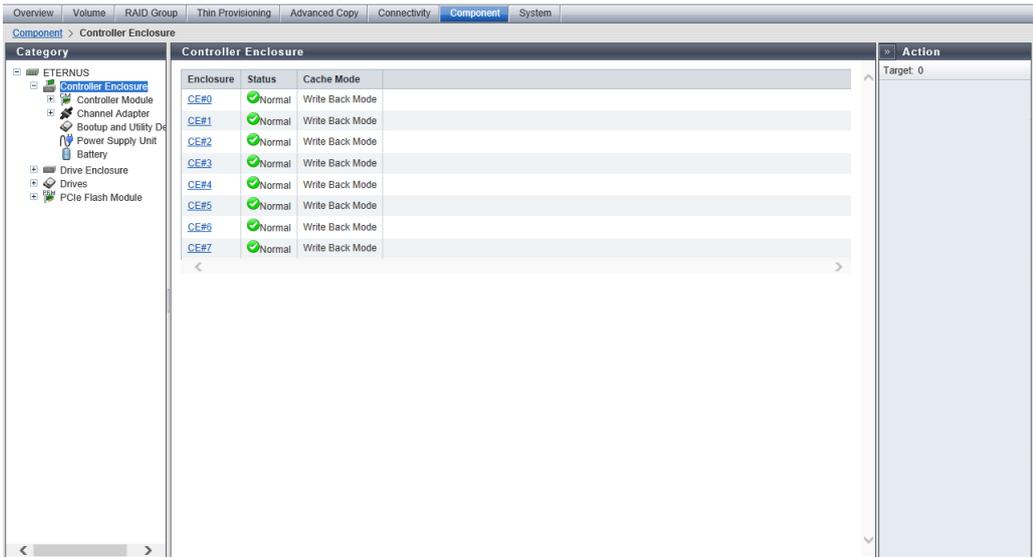 Overview Volume RAID Group Thin Provisioning Advanced Copy Connectivity Component System
Component > Controller Enclosure
Category
ETERNUS
Controller Enclosure
Controller Module
Channel Adapter
Bootup and Utility De
Power Supply Unit
Battery
Drive Enclosure
Drives
PCIe Flash Module
Controller Enclosure
Enclosure Status Cache Mode
CE#0 Normal Write Back Mode
CE#1 Normal Write Back Mode
CE#2 Normal Write Back Mode
CE#3 Normal Write Back Mode
CE#4 Normal Write Back Mode
CE#5 Normal Write Back Mode
CE#6 Normal Write Back Mode
CE#7 Normal Write Back Mode
» Action
Target: 0